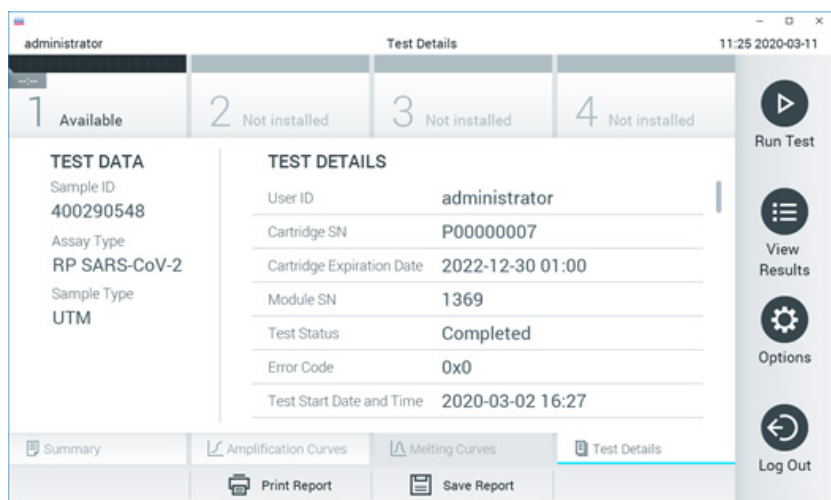 administrator
Test Details
11:25 2020-03-11
--:--
1 Available
2 Not installed
3 Not installed
4 Not installed
TEST DATA
Sample ID
400290548
Assay Type
RP SARS-CoV-2
Sample Type
UTM
TEST DETAILS
User ID administrator
Cartridge SN P00000007
Cartridge Expiration Date 2022-12-30 01:00
Module SN 1369
Test Status Completed
Error Code 0x0
Test Start Date and Time 2020-03-02 16:27
Run Test
View
Results
Options
Log Out
Summary
Amplification Curves
Melting Curves
Test Details
Print Report
Save Report